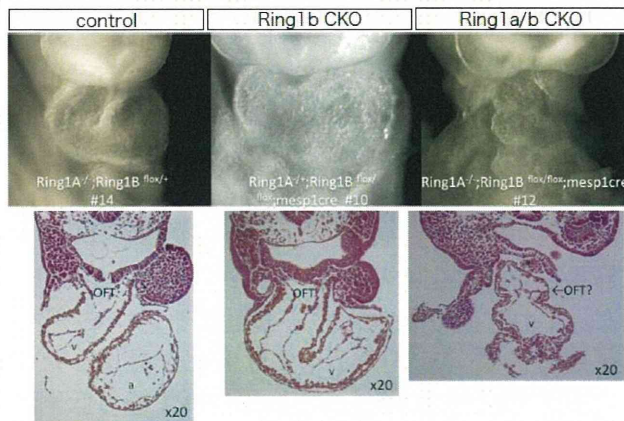 control
Ring1b CKO
Ring1a/b CKO
Ring1A-/-;Ring1B flox/+
#14
Ring1A-/+;Ring1B flox/
flox;mesp1cre #10
Ring1A-/-;Ring1B flox/flox;mesp1cre
#12
OFT
v
a
x20
OFT
v
x20
←OFT?
v
x20